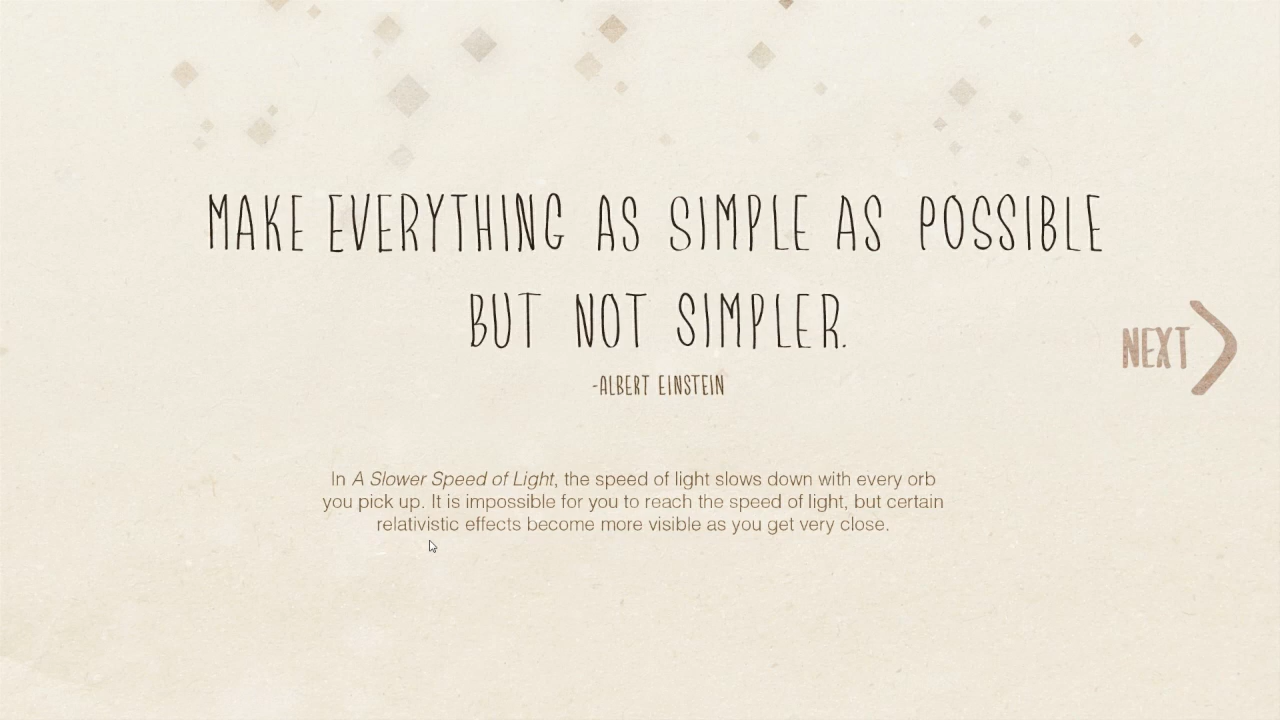 MAKE EVERYTHING AS SIMPLE AS POSSIBLE
BUT NOT SIMPLER.
-ALBERT EINSTEIN
NEXT
In A Slower Speed of Light, the speed of light slows down with every orb
you pick up. It is impossible for you to reach the speed of light, but certain
relativistic effects become more visible as you get very close.